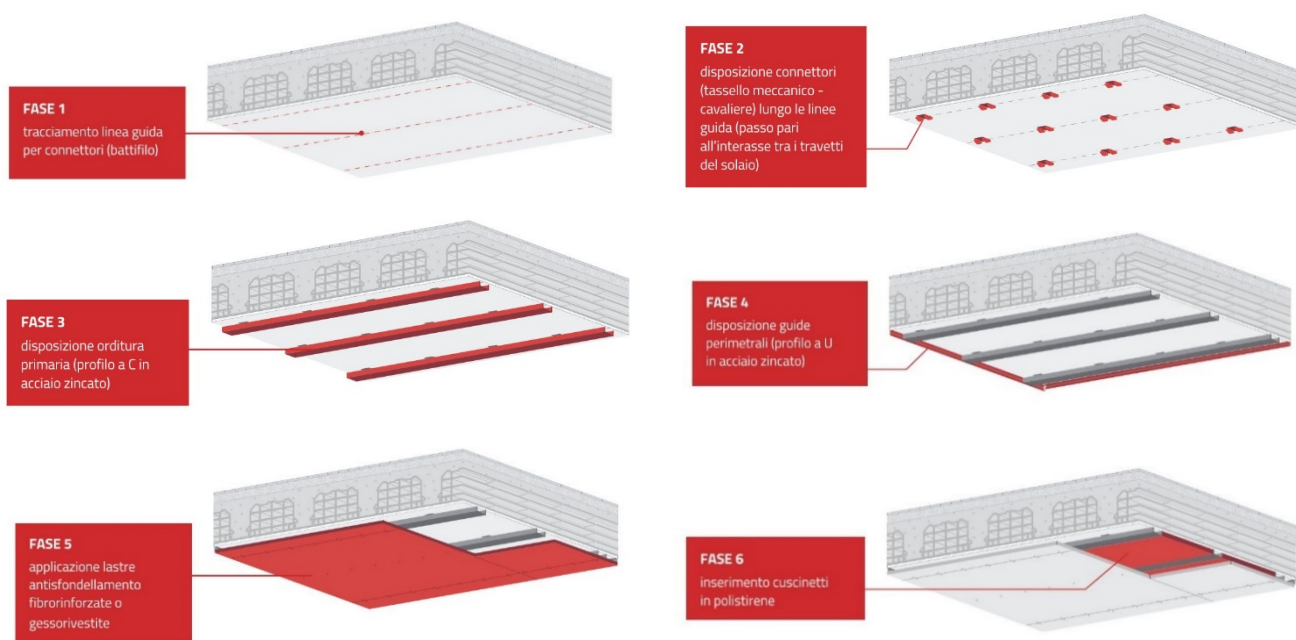 FASE 1
tracciamento linea guida
per connettori (battifilo)
FASE 2
disposizione connettori
(tassello meccanico -
cavaliere) lungo le linee
guida (passo pari
all'interasse tra i travetti
del solaio)
FASE 3
disposizione orditura
primaria (profilo a C in
acciaio zincato)
FASE 4
disposizione guide
perimetrali (profilo a U
in acciaio zincato)
FASE 5
applicazione lastre
antisfondellamento
fibrorinforzate o
gessorivestite
FASE 6
inserimento cuscinetti
in polistirene